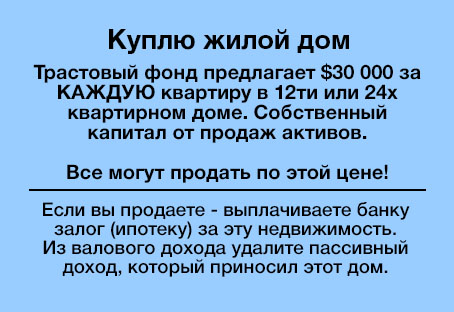 Куплю жилой дом
Трастовый фонд предлагает $30 000 за
КАЖДУЮ квартиру в 12ти или 24х
квартирном доме. Собственный
капитал от продаж активов.
Все могут продать по этой цене!
Если вы продаете - выплачиваете банку
залог (ипотеку) за эту недвижимость.
Из валового дохода удалите пассивный
доход, который приносил этот дом.